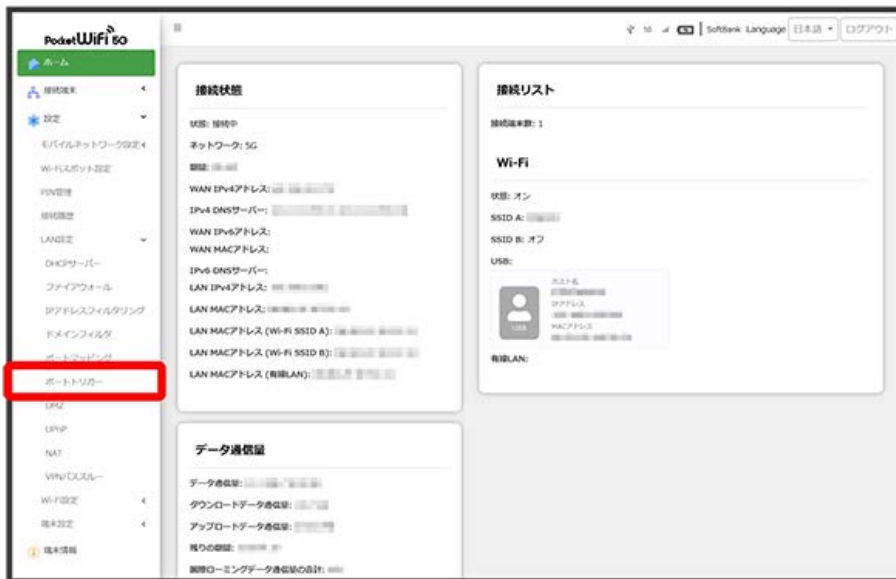 Pocket WiFi 5G
SoftBank Language 日本語 ログアウト
ホーム
接続端末
設定
モバイルネットワーク設定
Wi-Fiスポット設定
PIN管理
接続履歴
LAN設定
DHCPサーバー
ファイアウォール
IPアドレスフィルタリング
ドメインフィルタ
ポートマッピング
ポートトリガー
DMZ
UPnP
NAT
VPNパススルー
Wi-Fi設定
端末設定
端末情報
接続状態
状態: 接続中
ネットワーク: 5G
期間:
WAN IPv4アドレス:
IPv4 DNSサーバー:
WAN IPv6アドレス:
WAN MACアドレス:
IPv6 DNSサーバー:
LAN IPv4アドレス:
LAN MACアドレス:
LAN MACアドレス (Wi-Fi SSID A):
LAN MACアドレス (Wi-Fi SSID B):
LAN MACアドレス (有線LAN):
データ通信量
データ通信量:
ダウンロードデータ通信量:
アップロードデータ通信量:
残りの期間:
国際ローミングデータ通信量の合計:
接続リスト
接続端末数: 1
Wi-Fi
状態: オン
SSID A:
SSID B: オフ
USB:
USB
ホスト名
IPアドレス
MACアドレス
有線LAN: